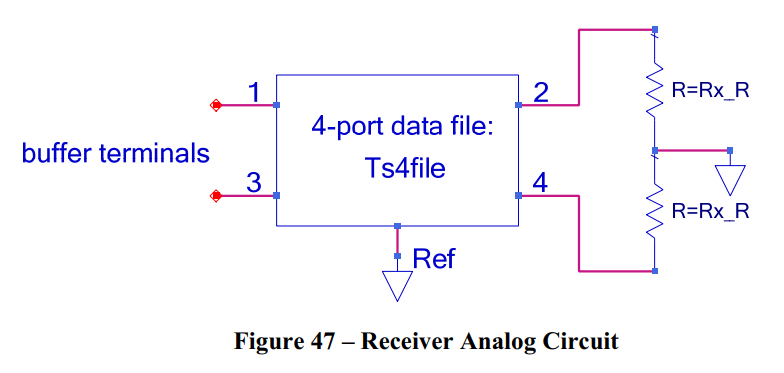 1
2
R=Rx_R
4-port data file:
buffer terminals
Ts4file
3
4
R=Rx_R
Ref
Figure 47 – Receiver Analog Circuit